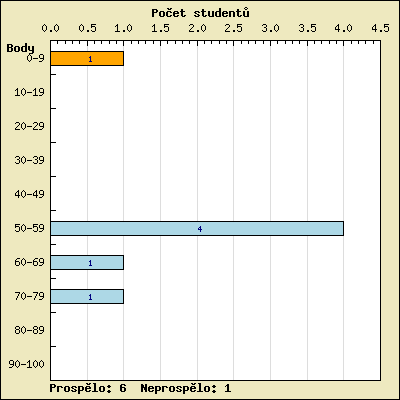 Počet studentů
0.0 0.5 1.0 1.5 2.0 2.5 3.0 3.5 4.0 4.5
Body
0-9 1
10-19
20-29
30-39
40-49
50-59 4
60-69 1
70-79 1
80-89
90-100
Prospělo: 6 Neprospělo: 1